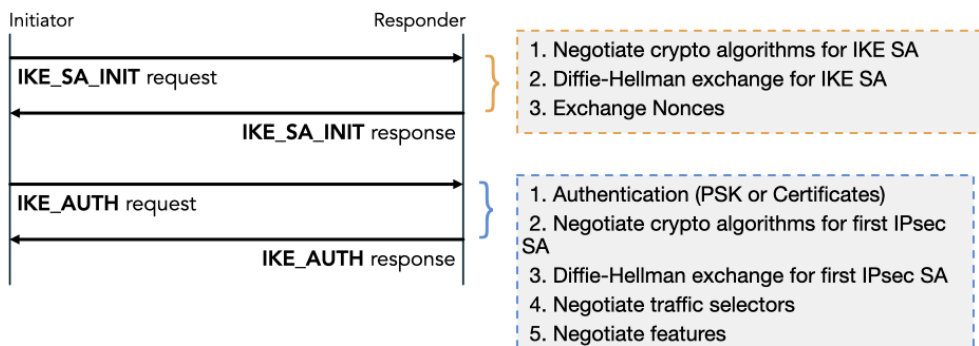 Initiator
Responder
IKE_SA_INIT request
IKE_SA_INIT response
1. Negotiate crypto algorithms for IKE SA
2. Diffie-Hellman exchange for IKE SA
3. Exchange Nonces
IKE_AUTH request
IKE_AUTH response
1. Authentication (PSK or Certificates)
2. Negotiate crypto algorithms for first IPsec
SA
3. Diffie-Hellman exchange for first IPsec SA
4. Negotiate traffic selectors
5. Negotiate features